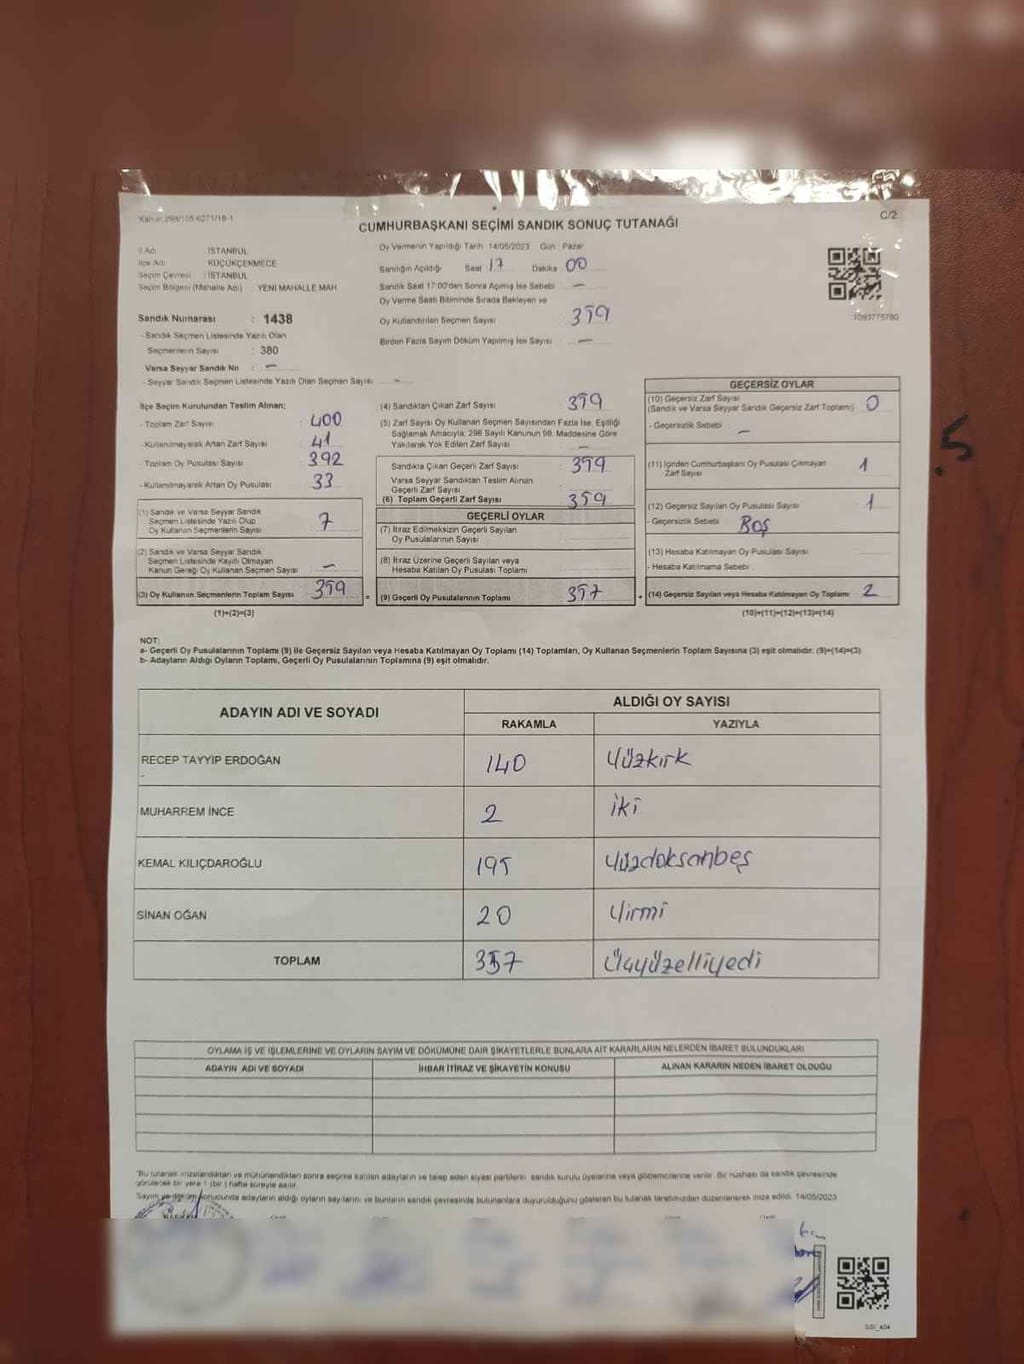 Kanun 298/105 6271/18-1
C/2
CUMHURBAŞKANI SEÇİMİ SANDIK SONUÇ TUTANAĞI
İl Adı : İSTANBUL
İlçe Adı : KÜÇÜKÇEKMECE
Seçim Çevresi : İSTANBUL
Seçim Bölgesi (Mahalle Adı) : YENİ MAHALLE MAH
Sandık Numarası : 1438
- Sandık Seçmen Listesinde Yazılı Olan
Seçmenlerin Sayısı : 380
Varsa Seyyar Sandık No : -
- Seyyar Sandık Seçmen Listesinde Yazılı Olan Seçmen Sayısı : -
Oy Vermenin Yapıldığı Tarih : 14/05/2023 Gün : Pazar
Sandığın Açıldığı Saat 17 Dakika 00
Sandık Saat 17:00'den Sonra Açımış İse Sebebi -
Oy Verme Saati Bitiminde Sırada Bekleyen ve
Oy Kullandırılan Seçmen Sayısı 359
Birden Fazla Sayım Döküm Yapılmış İse Sayısı -
1093775760
İlçe Seçim Kurulundan Teslim Alınan;
- Toplam Zarf Sayısı 400
- Kullanılmayarak Artan Zarf Sayısı 41
- Toplam Oy Pusulası Sayısı 392
- Kullanılmayarak Artan Oy Pusulası 33
(1) Sandık ve Varsa Seyyar Sandık
Seçmen Listesinde Yazılı Olup
Oy Kullanan Seçmenlerin Sayısı 7
(2) Sandık ve Varsa Seyyar Sandık
Seçmen Listesinde Kayıtlı Olmayan
Kanun Gereği Oy Kullanan Seçmen Sayısı -
(3) Oy Kullanan Seçmenlerin Toplam Sayısı 359 =
(1)+(2)=(3)
(4) Sandıktan Çıkan Zarf Sayısı 359
(5) Zarf Sayısı Oy Kullanan Seçmen Sayısından Fazla İse, Eşitliği
Sağlamak Amacıyla; 298 Sayılı Kanunun 98. Maddesine Göre
Yakılarak Yok Edilen Zarf Sayısı -
Sandıkta Çıkan Geçerli Zarf Sayısı 359
Varsa Seyyar Sandıktan Teslim Alınan
Geçerli Zarf Sayısı
(6) Toplam Geçerli Zarf Sayısı 359
GEÇERLİ OYLAR
(7) İtiraz Edilmeksizin Geçerli Sayılan
Oy Pusulalarının Sayısı
(8) İtiraz Üzerine Geçerli Sayılan veya
Hesaba Katılan Oy Pusulası Toplamı
(9) Geçerli Oy Pusulalarının Toplamı 357 +
GEÇERSİZ OYLAR
(10) Geçersiz Zarf Sayısı
(Sandık ve Varsa Seyyar Sandık Geçersiz Zarf Toplamı) 0
- Geçersizlik Sebebi -
(11) İçinden Cumhurbaşkanı Oy Pusulası Çıkmayan
Zarf Sayısı 1
(12) Geçersiz Sayılan Oy Pusulası Sayısı 1
- Geçersizlik Sebebi Boş
(13) Hesaba Katılmayan Oy Pusulası Sayısı
- Hesaba Katılmama Sebebi
(14) Geçersiz Sayılan veya Hesaba Katılmayan Oy Toplamı 2
(10)+(11)+(12)+(13)=(14)
.5
NOT:
a- Geçerli Oy Pusulalarının Toplamı (9) ile Geçersiz Sayılan veya Hesaba Katılmayan Oy Toplamı (14) Toplamları, Oy Kullanan Seçmenlerin Toplam Sayısına (3) eşit olmalıdır. (9)+(14)=(3)
b- Adayların Aldığı Oyların Toplamı, Geçerli Oy Pusulalarının Toplamına (9) eşit olmalıdır.
ADAYIN ADI VE SOYADI
ALDIĞI OY SAYISI
RAKAMLA YAZIYLA
RECEP TAYYİP ERDOĞAN 140 Yüzkırk
MUHARREM İNCE 2 iki
KEMAL KILIÇDAROĞLU 195 Yüzdoksanbeş
SİNAN OĞAN 20 Yirmi
TOPLAM 357 Üçyüzelliyedi
OYLAMA İŞ VE İŞLEMLERİNE VE OYLARIN SAYIM VE DÖKÜMÜNE DAİR ŞİKAYETLERLE BUNLARA AİT KARARLARIN NELERDEN İBARET BULUNDUKLARI
ADAYIN ADI VE SOYADI İHBAR İTİRAZ VE ŞİKAYETİN KONUSU ALINAN KARARIN NEDEN İBARET OLDUĞU
"Bu tutanak imzalandıktan ve mühürlendikten sonra seçime katılan adayların ve talep eden siyasi partilerin sandık kurulu üyelerine veya gözlemcilerine verilir. Bir nüshası da sandık çevresinde
görülecek bir yere 1 (bir) hafta süreyle asılır.
Sayım ve döküm sonucunda adayların aldığı oyların sayılarını ve bunların sandık çevresinde bulunanlara duyurulduğunu gösteren bu tutanak tarafımızdan düzenlenerek imza edildi. 14/05/2023